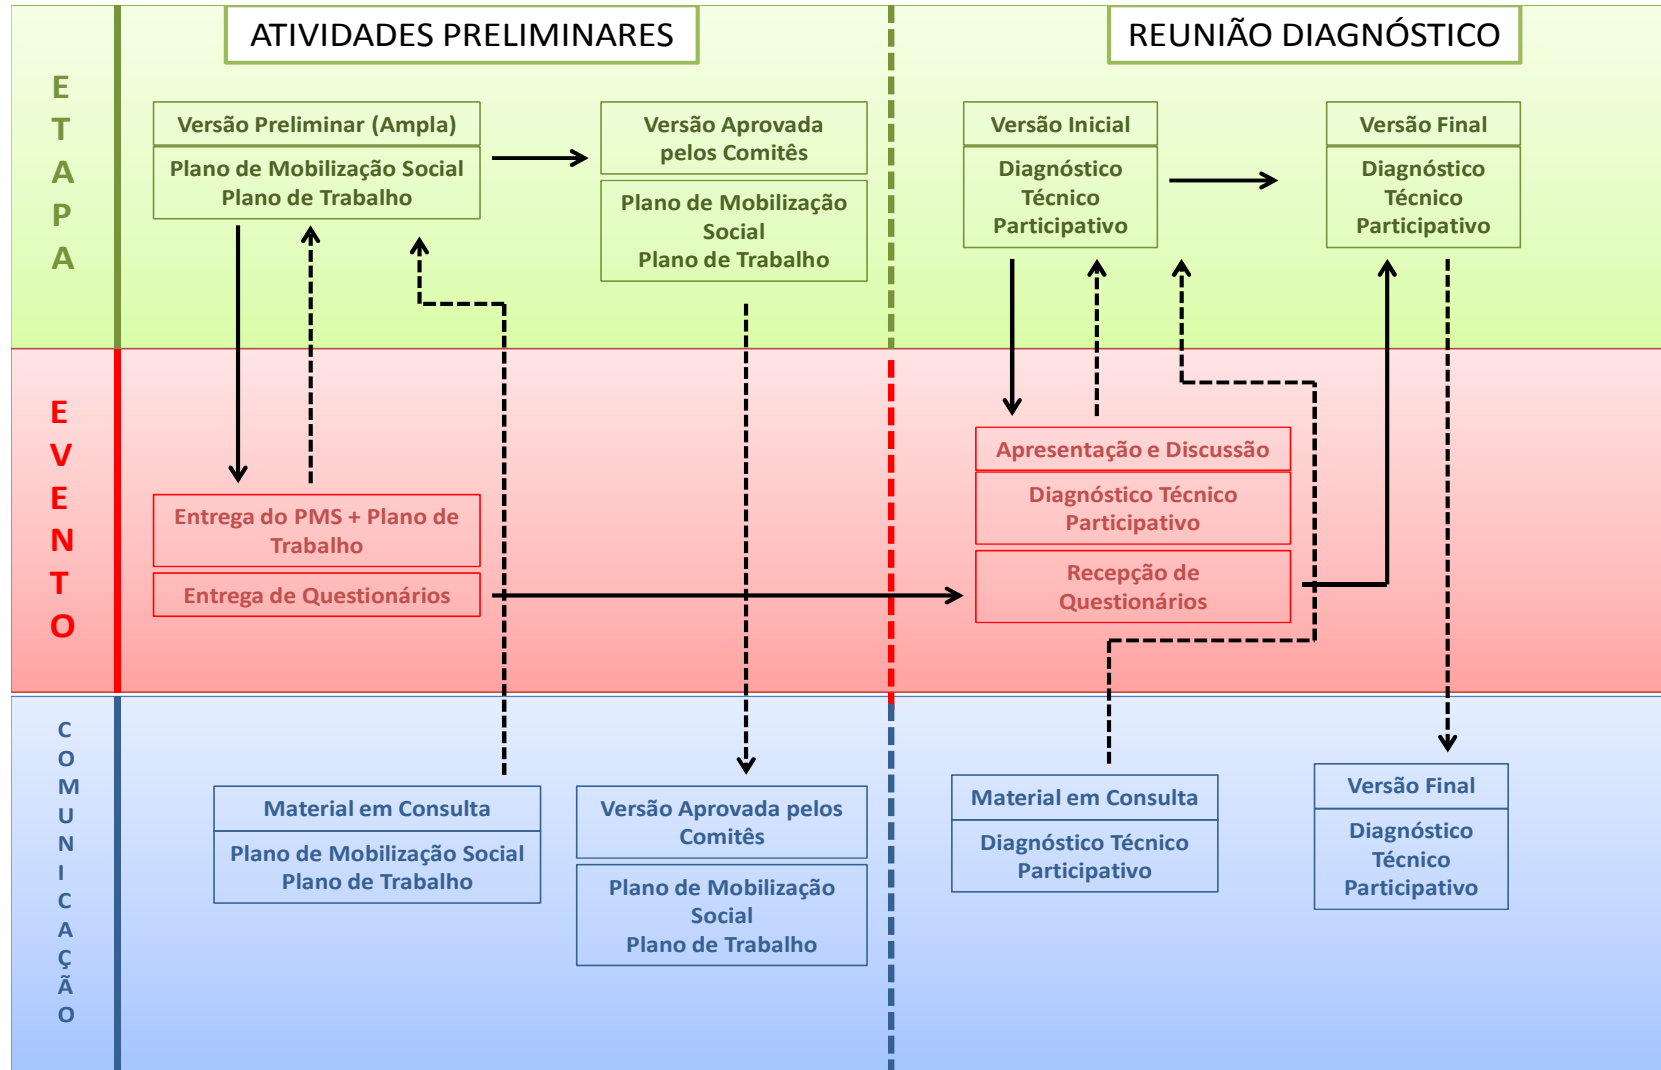 ATIVIDADES PRELIMINARES
REUNIÃO DIAGNÓSTICO
ETAPA
Versão Preliminar (Ampla)
Plano de Mobilização Social
Plano de Trabalho
Versão Aprovada
pelos Comitês
Plano de Mobilização
Social
Plano de Trabalho
Versão Inicial
Diagnóstico
Técnico
Participativo
Versão Final
Diagnóstico
Técnico
Participativo
EVENTO
Entrega do PMS + Plano de
Trabalho
Entrega de Questionários
Apresentação e Discussão
Diagnóstico Técnico
Participativo
Recepção de
Questionários
COMUNICAÇÃO
Material em Consulta
Plano de Mobilização Social
Plano de Trabalho
Versão Aprovada pelos
Comitês
Plano de Mobilização
Social
Plano de Trabalho
Material em Consulta
Diagnóstico Técnico
Participativo
Versão Final
Diagnóstico
Técnico
Participativo